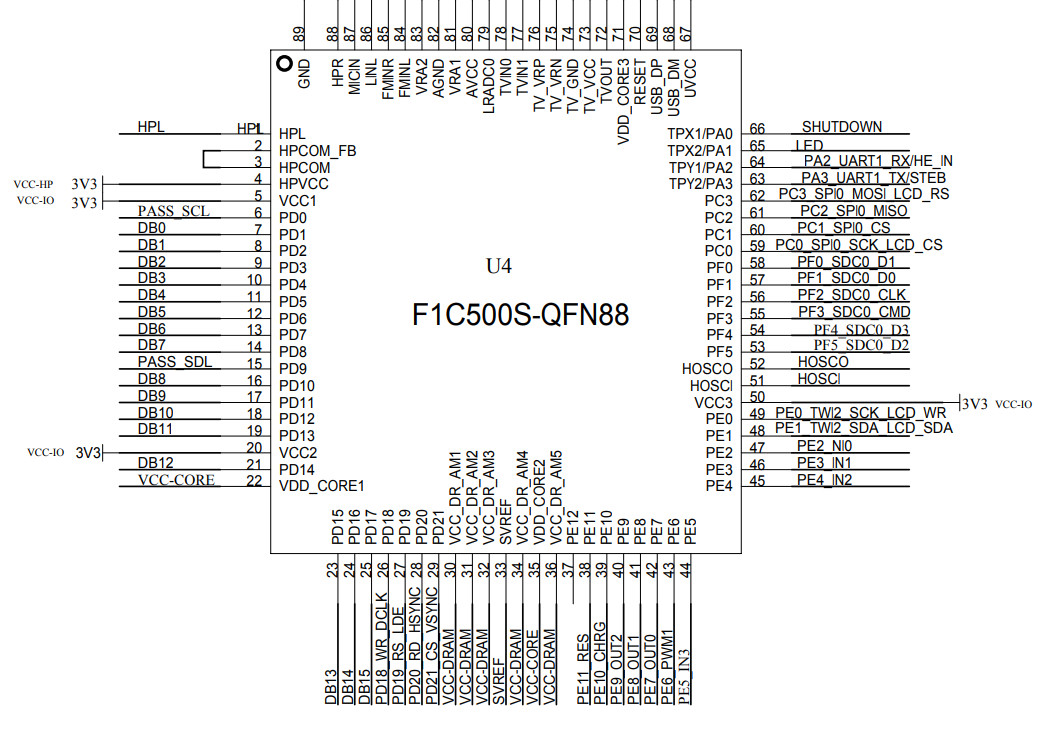 89 88 87 86 85 84 83 82 81 80 79 78 77 76 75 74 73 72 71 70 69 68 67
GND HPR MICIN LINL FMINR FMINL VRA2 AGND VRA1 AVCC LRADC0 TVIN0 TVIN1 TV_VRP TV_VRN TV_GND TV_VCC TVOUT VDD_CORE3 RESET USB_DP USB_DM UVCC
HPL HPL 1 HPL
2 HPCOM_FB
3 HPCOM
VCC-HP 3V3 4 HPVCC
VCC-IO 3V3 5 VCC1
PASS_SCL 6 PD0
DB0 7 PD1
DB1 8 PD2
DB2 9 PD3
DB3 10 PD4
DB4 11 PD5
DB5 12 PD6
DB6 13 PD7
DB7 14 PD8
PASS_SDL 15 PD9
DB8 16 PD10
DB9 17 PD11
DB10 18 PD12
DB11 19 PD13
VCC-IO 3V3 20 VCC2
DB12 21 PD14
VCC-CORE 22 VDD_CORE1
U4
F1C500S-QFN88
TPX1/PA0 66 SHUTDOWN
TPX2/PA1 65 LED
TPY1/PA2 64 PA2_UART1_RX/HE_IN
TPY2/PA3 63 PA3_UART1_TX/STEB
PC3 62 PC3_SPI0_MOSI_LCD_RS
PC2 61 PC2_SPI0_MISO
PC1 60 PC1_SPI0_CS
PC0 59 PC0_SPI0_SCK_LCD_CS
PF0 58 PF0_SDC0_D1
PF1 57 PF1_SDC0_D0
PF2 56 PF2_SDC0_CLK
PF3 55 PF3_SDC0_CMD
PF4 54 PF4_SDC0_D3
PF5 53 PF5_SDC0_D2
HOSCO 52 HOSCO
HOSCI 51 HOSCI
VCC3 50 3V3 VCC-IO
PE0 49 PE0_TWI2_SCK_LCD_WR
PE1 48 PE1_TWI2_SDA_LCD_SDA
PE2 47 PE2_NI0
PE3 46 PE3_IN1
PE4 45 PE4_IN2
PD15 PD16 PD17 PD18 PD19 PD20 PD21 VCC_DR_AM1 VCC_DR_AM2 VCC_DR_AM3 SVREF VCC_DR_AM4 VDD_CORE2 VCC_DR_AM5 PE12 PE11 PE10 PE9 PE8 PE7 PE6 PE5
23 24 25 26 27 28 29 30 31 32 33 34 35 36 37 38 39 40 41 42 43 44
DB13 DB14 DB15 PD18_WR_DCLK PD19_RS_LDE PD20_RD_HSYNC PD21_CS_VSYNC VCC-DRAM VCC-DRAM VCC-DRAM SVREF VCC-DRAM VCC-CORE VCC-DRAM PE11_RES PE10_CHRG PE9_OUT2 PE8_OUT1 PE7_OUT0 PE6_PWM1 PE5_IN3